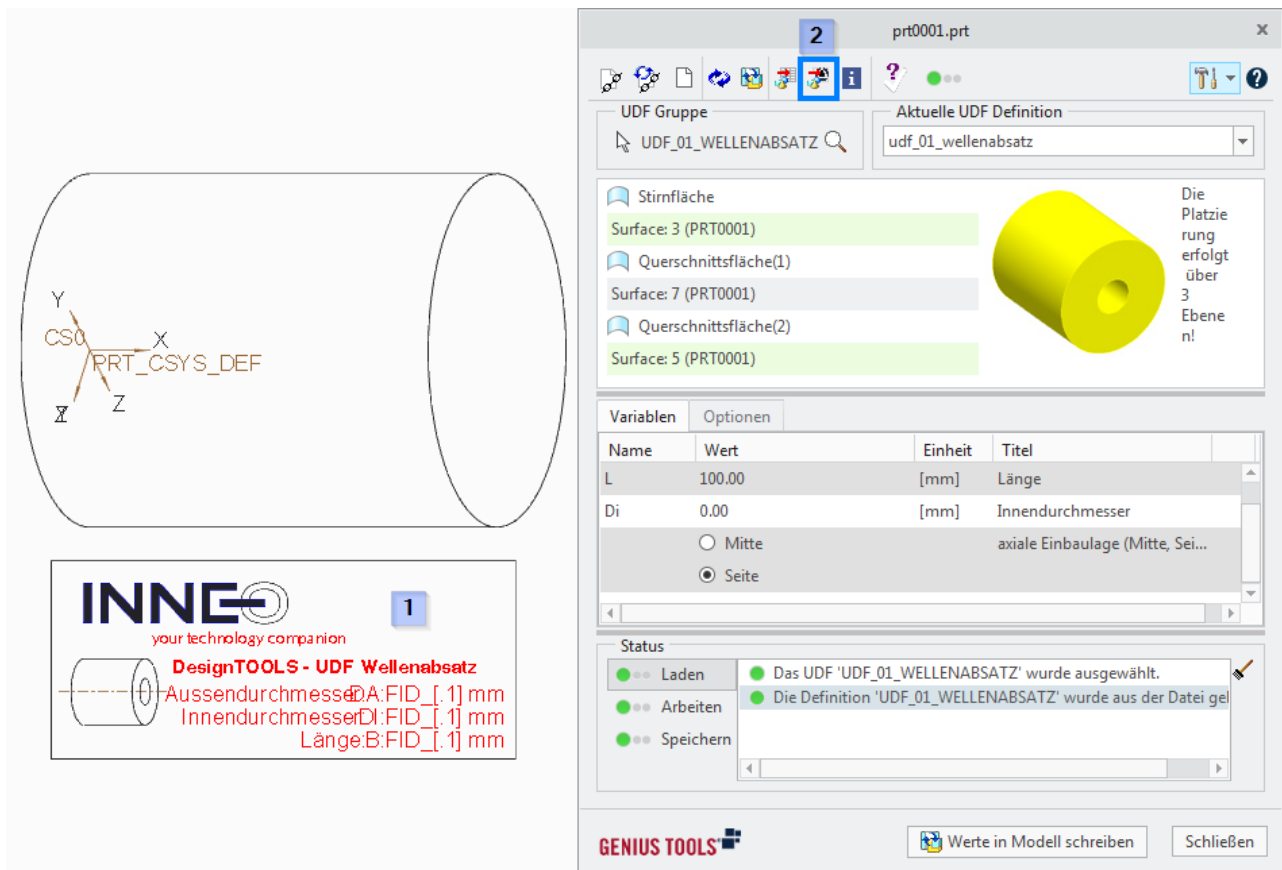 2
prt0001.prt
UDF Gruppe
UDF_01_WELLENABSATZ
Aktuelle UDF Definition
udf_01_wellenabsatz
Stirnfläche
Surface: 3 (PRT0001)
Querschnittsfläche(1)
Surface: 7 (PRT0001)
Querschnittsfläche(2)
Surface: 5 (PRT0001)
Die
Platzie
rung
erfolgt
über
3
Ebene
n!
Y
CS0
X
PRT_CSYS_DEF
Z
Variablen Optionen
Name Wert Einheit Titel
L 100.00 [mm] Länge
Di 0.00 [mm] Innendurchmesser
Mitte axiale Einbaulage (Mitte, Sei...
Seite
INNEO
1
your technology companion
DesignTOOLS - UDF Wellenabsatz
Aussendurchmesser:DA:FID_[.1] mm
Innendurchmesser:DI:FID_[.1] mm
Länge:B:FID_[.1] mm
Status
Laden
Arbeiten
Speichern
Das UDF 'UDF_01_WELLENABSATZ' wurde ausgewählt.
Die Definition 'UDF_01_WELLENABSATZ' wurde aus der Datei gel
GENIUS TOOLS
Werte in Modell schreiben
Schließen